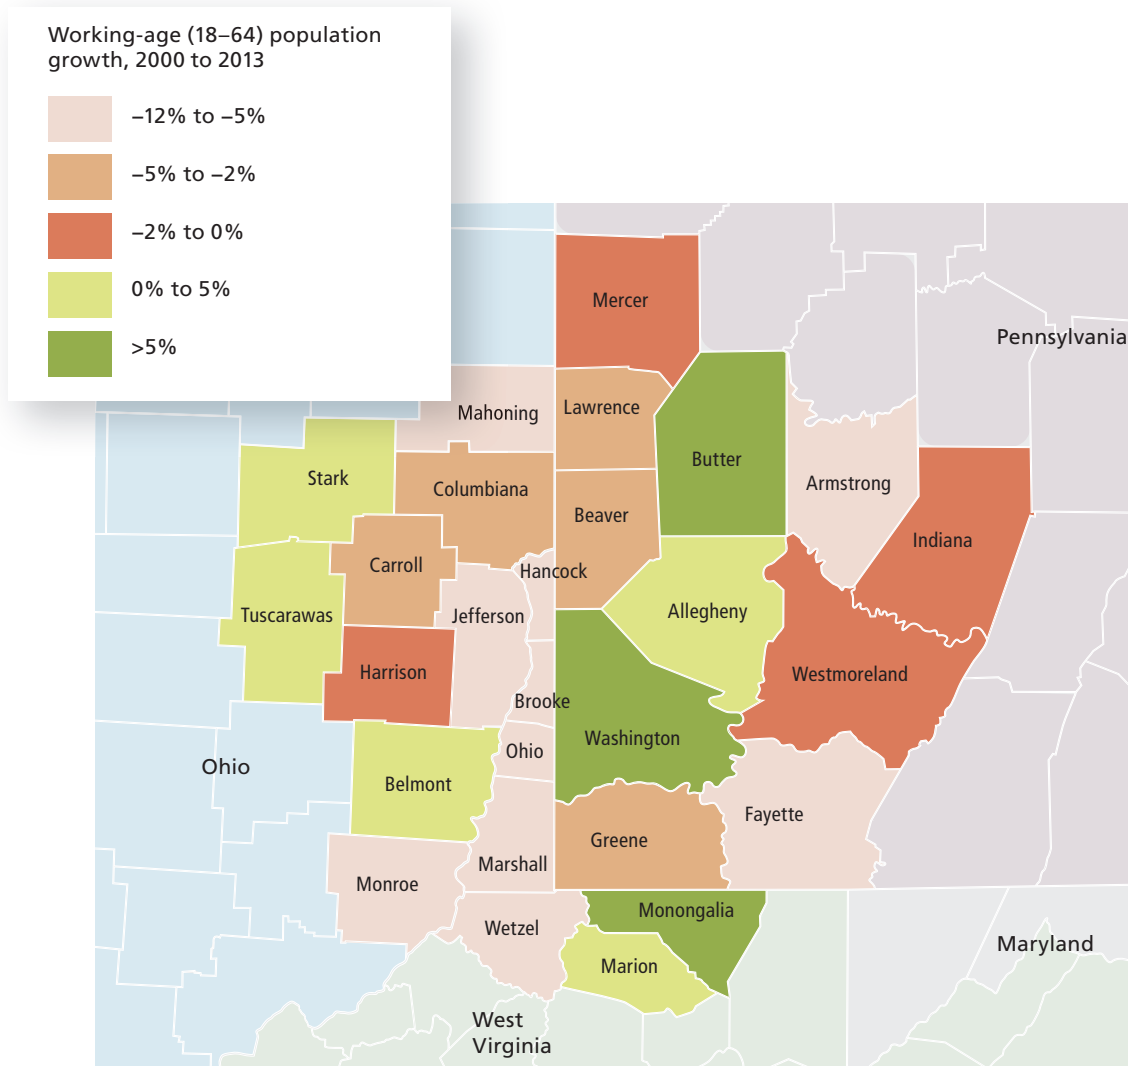 Working-age (18–64) population
growth, 2000 to 2013
–12% to –5%
–5% to –2%
–2% to 0%
0% to 5%
>5%
Mercer
Pennsylvania
Mahoning
Lawrence
Butter
Stark
Columbiana
Armstrong
Beaver
Indiana
Carroll
Hancock
Tuscarawas
Jefferson
Allegheny
Harrison
Westmoreland
Brooke
Washington
Ohio
Ohio
Belmont
Fayette
Greene
Marshall
Monroe
Monongalia
Wetzel
Maryland
Marion
West
Virginia